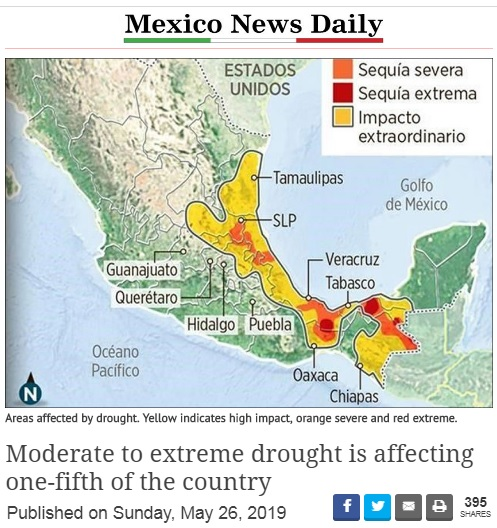 Mexico News Daily
ESTADOS
UNIDOS
Sequía severa
Sequía extrema
Impacto
extraordinario
Tamaulipas
Golfo
de México
SLP
Guanajuato
Veracruz
Tabasco
Querétaro
Hidalgo
Puebla
Océano
Pacífico
Oaxaca
Chiapas
N
Areas affected by drought. Yellow indicates high impact, orange severe and red extreme.
Moderate to extreme drought is affecting
one-fifth of the country
Published on Sunday, May 26, 2019
395
SHARES